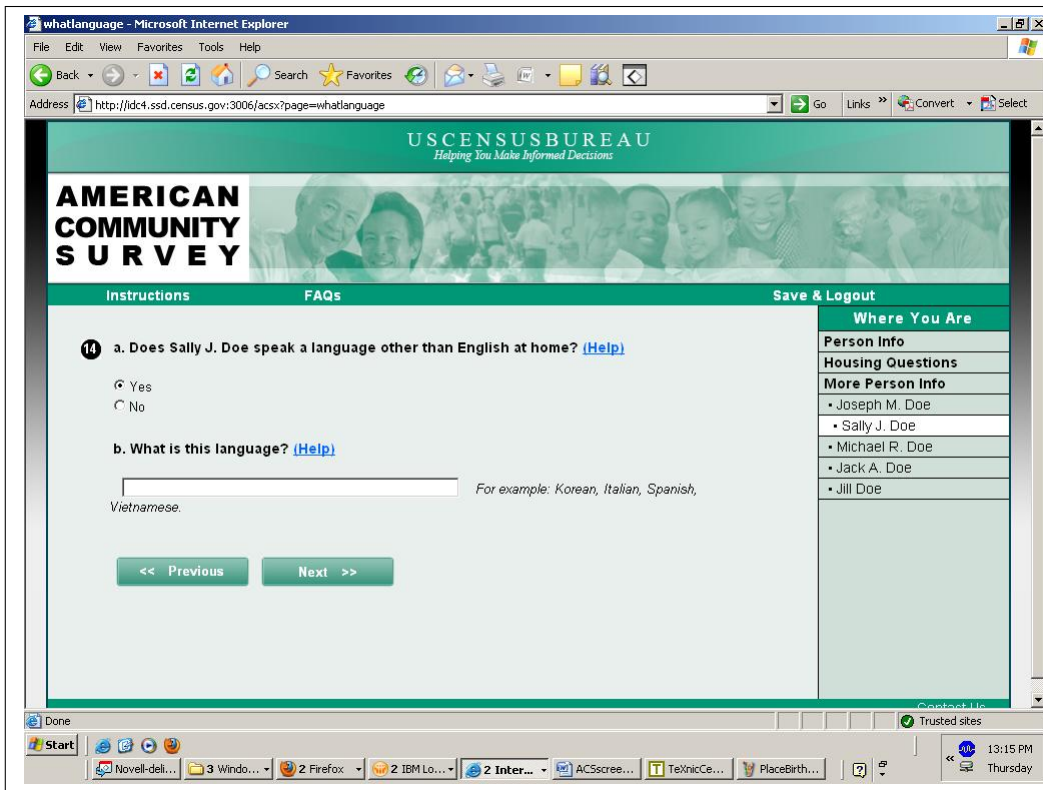 whatlanguage - Microsoft Internet Explorer
File Edit View Favorites Tools Help
Back Search Favorites
Address http://idc4.ssd.census.gov:3006/acsx?page=whatlanguage Go Links » Convert Select
USCENSUSBUREAU
Helping You Make Informed Decisions
AMERICAN
COMMUNITY
SURVEY
Instructions FAQs Save & Logout
Where You Are
Person Info
Housing Questions
More Person Info
• Joseph M. Doe
• Sally J. Doe
• Michael R. Doe
• Jack A. Doe
• Jill Doe
14 a. Does Sally J. Doe speak a language other than English at home? (Help)
Yes
No
b. What is this language? (Help)
For example: Korean, Italian, Spanish,
Vietnamese.
<< Previous Next >>
Contact Us
Done Trusted sites
Start 13:15 PM
Novell-deli... 3 Windo... 2 Firefox 2 IBM Lo... 2 Inter... ACSscree... TeXnicCe... PlaceBirth... Thursday